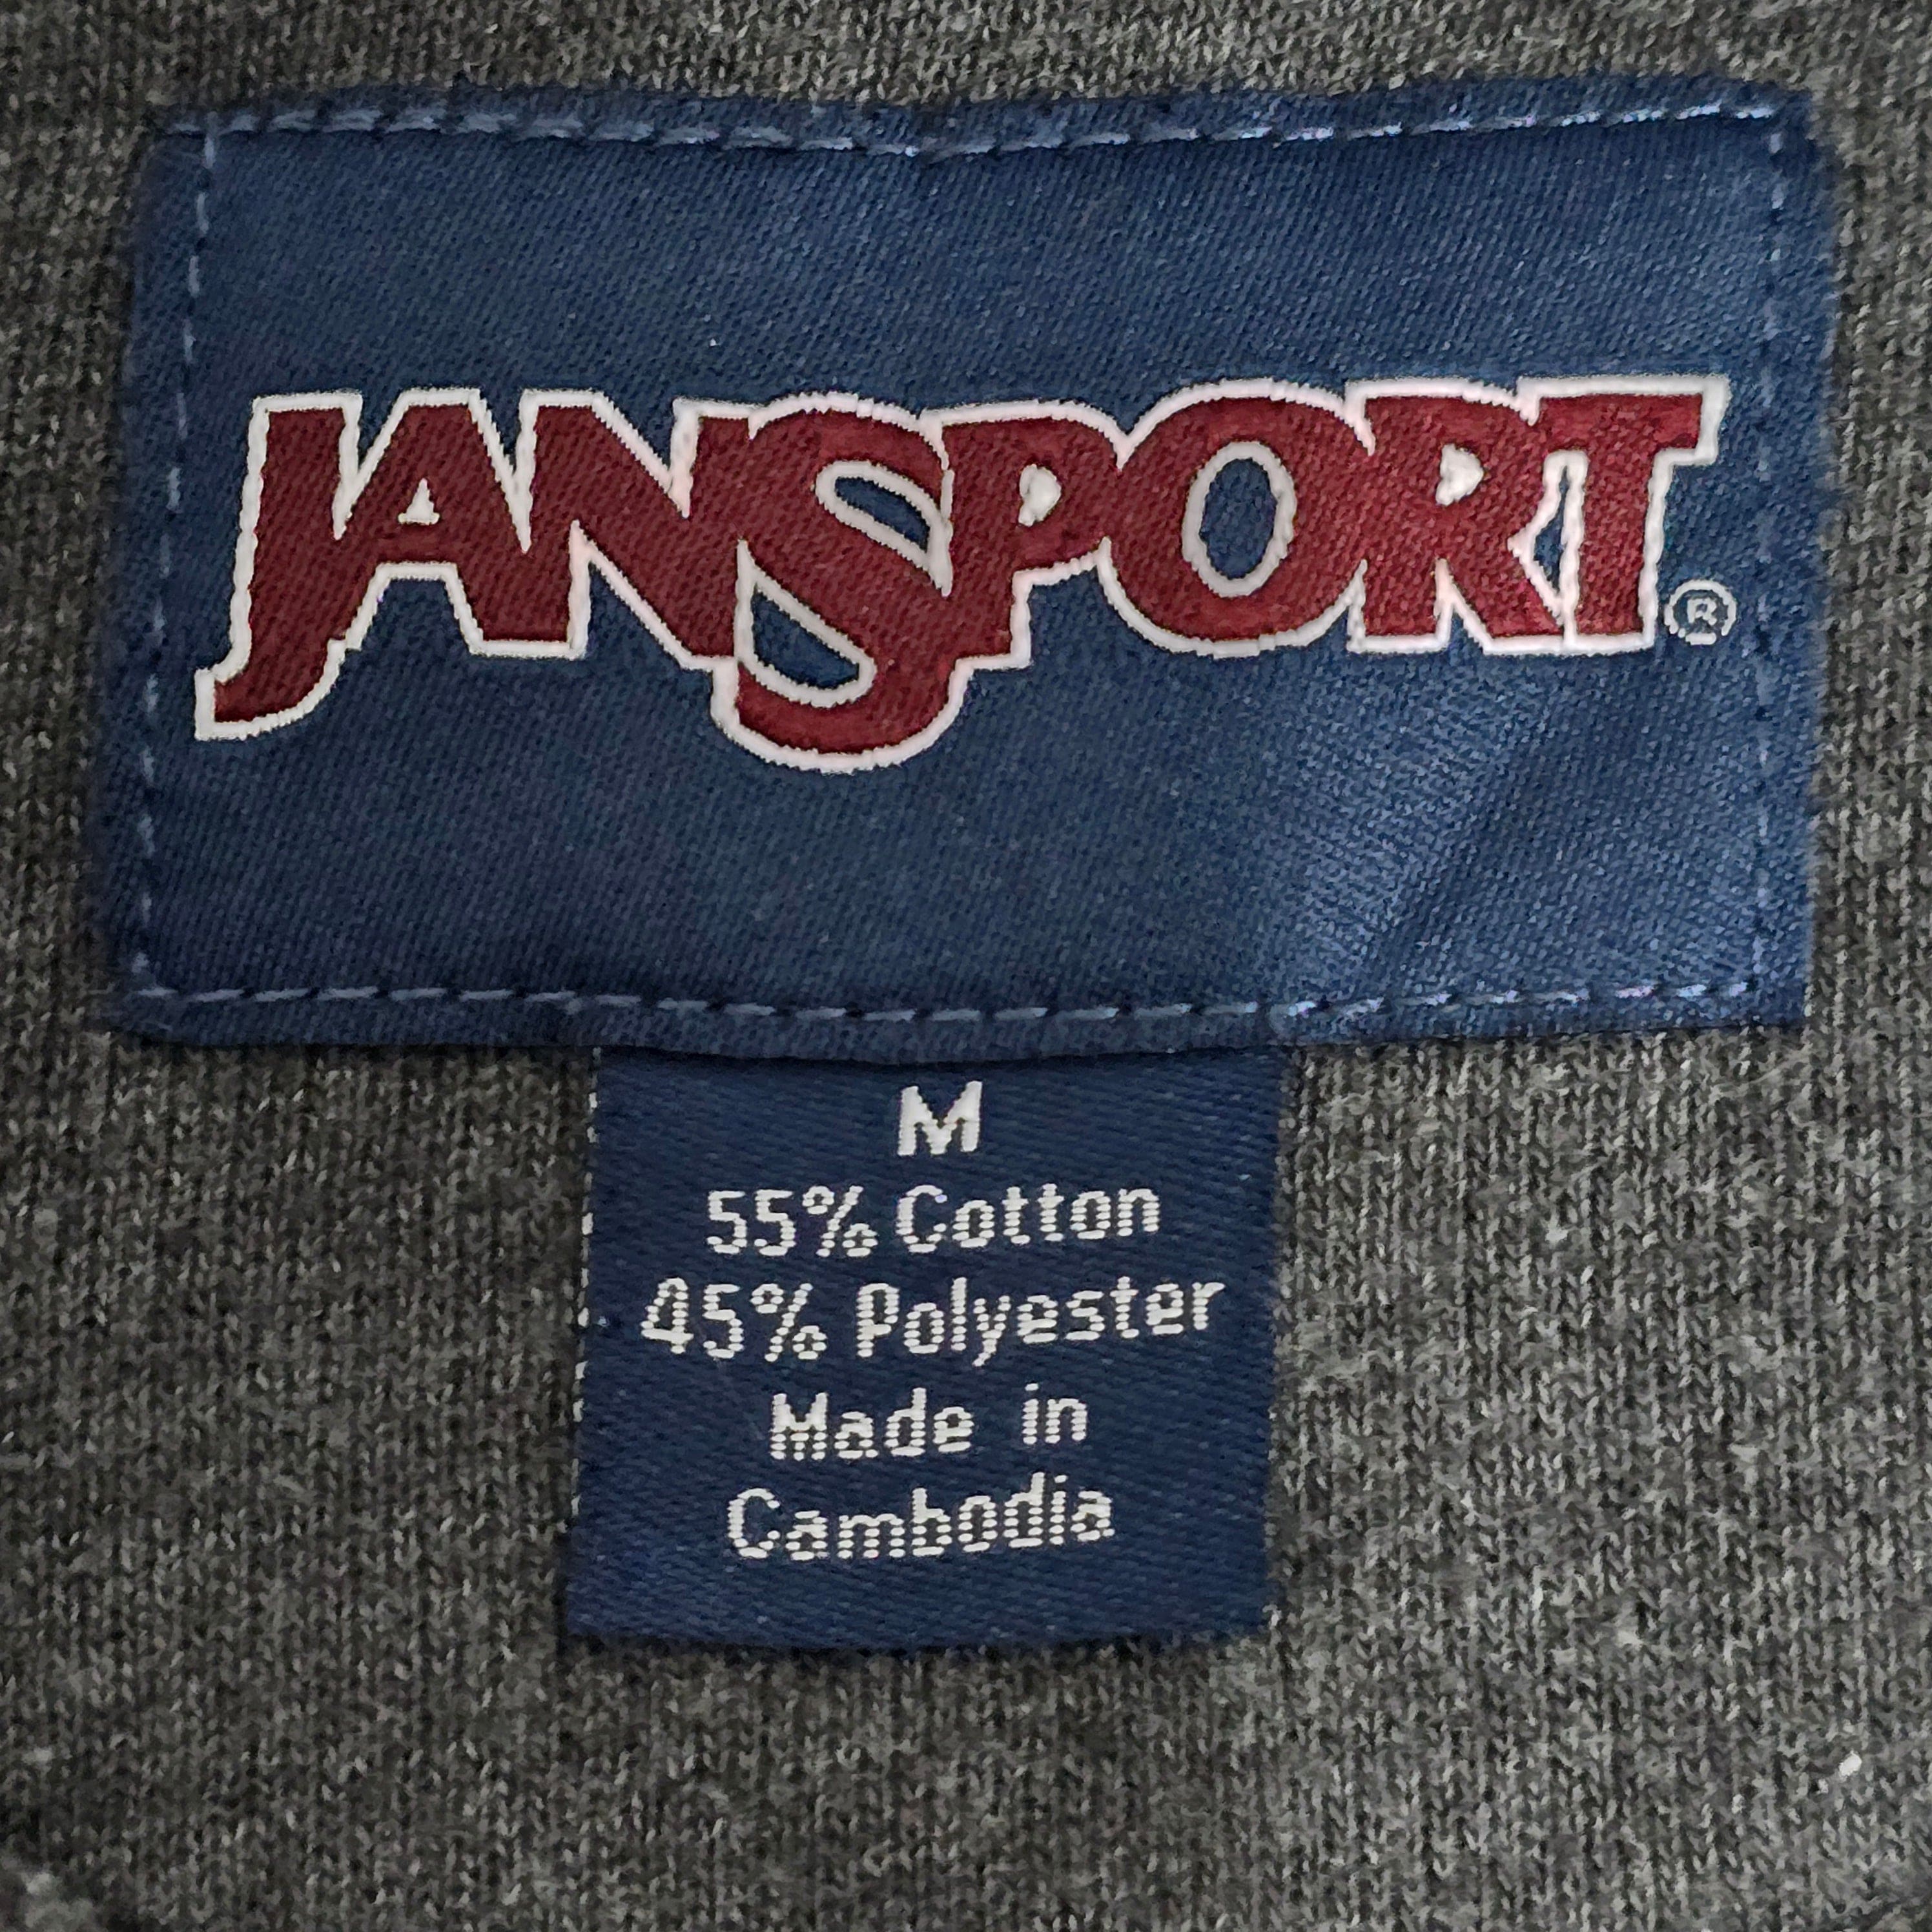 JANSPORT®
M
55% Cotton
45% Polyester
Made in
Cambodia